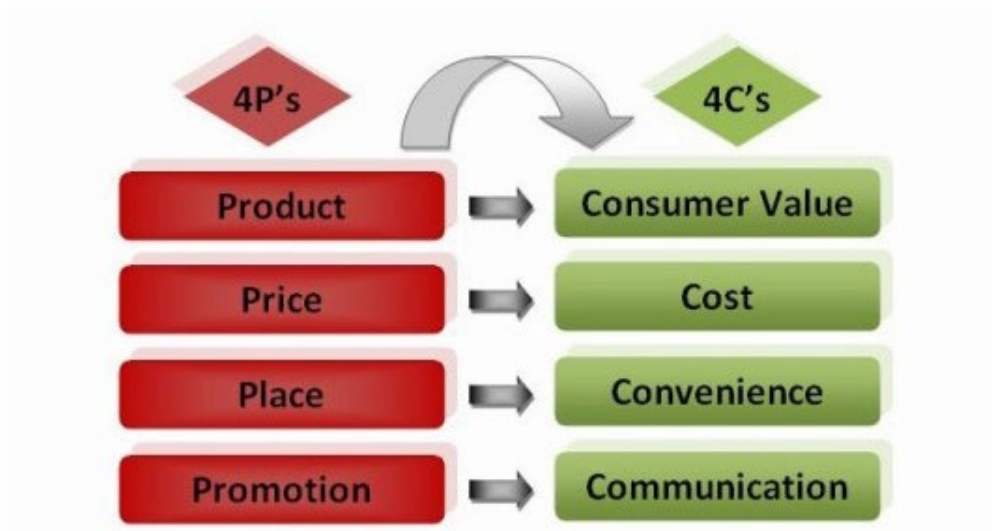 4P's
4C's
Product
Consumer Value
Price
Cost
Place
Convenience
Promotion
Communication